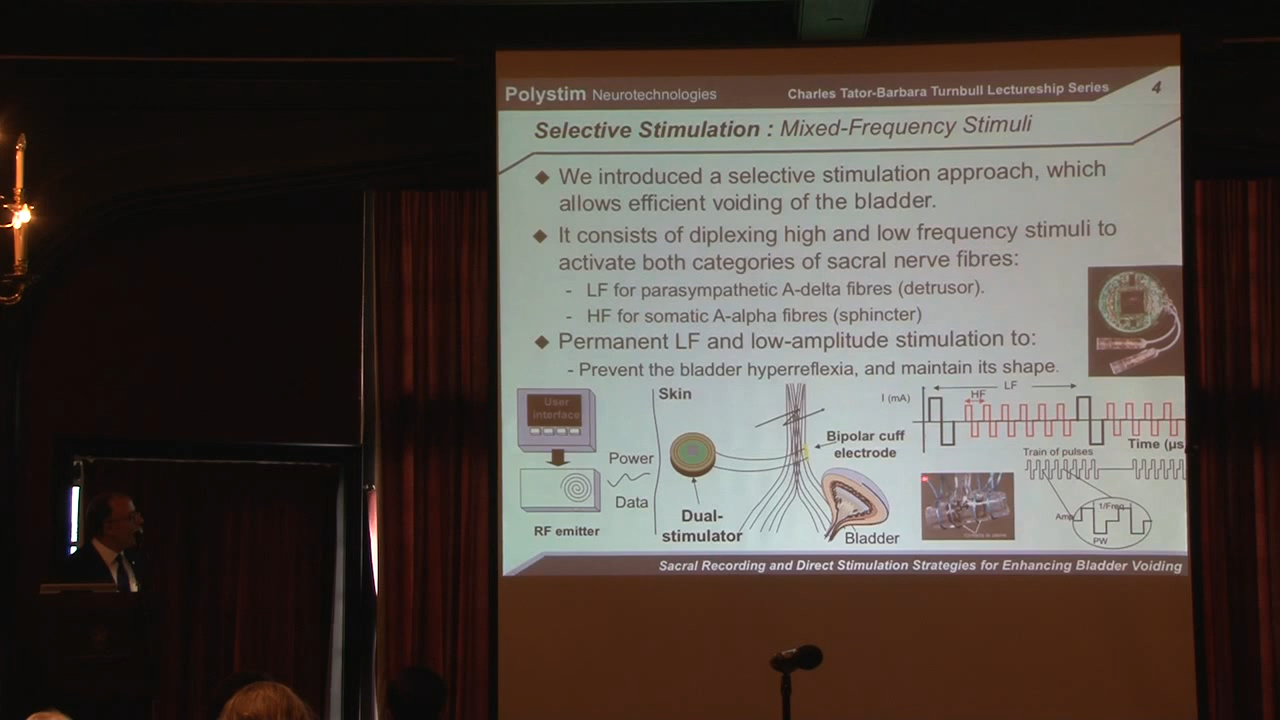 Polystim Neurotechnologies
Charles Tator-Barbara Turnbull Lectureship Series
4
Selective Stimulation : Mixed-Frequency Stimuli
◆ We introduced a selective stimulation approach, which
allows efficient voiding of the bladder.
◆ It consists of diplexing high and low frequency stimuli to
activate both categories of sacral nerve fibres:
- LF for parasympathetic A-delta fibres (detrusor).
- HF for somatic A-alpha fibres (sphincter)
◆ Permanent LF and low-amplitude stimulation to:
- Prevent the bladder hyperreflexia, and maintain its shape.
User
interface
Power
Data
RF emitter
Skin
Dual-
stimulator
Bipolar cuff
electrode
Bladder
I (mA)
LF
HF
Time (µs
Train of pulses
1/Freq
PW
Sacral Recording and Direct Stimulation Strategies for Enhancing Bladder Voiding